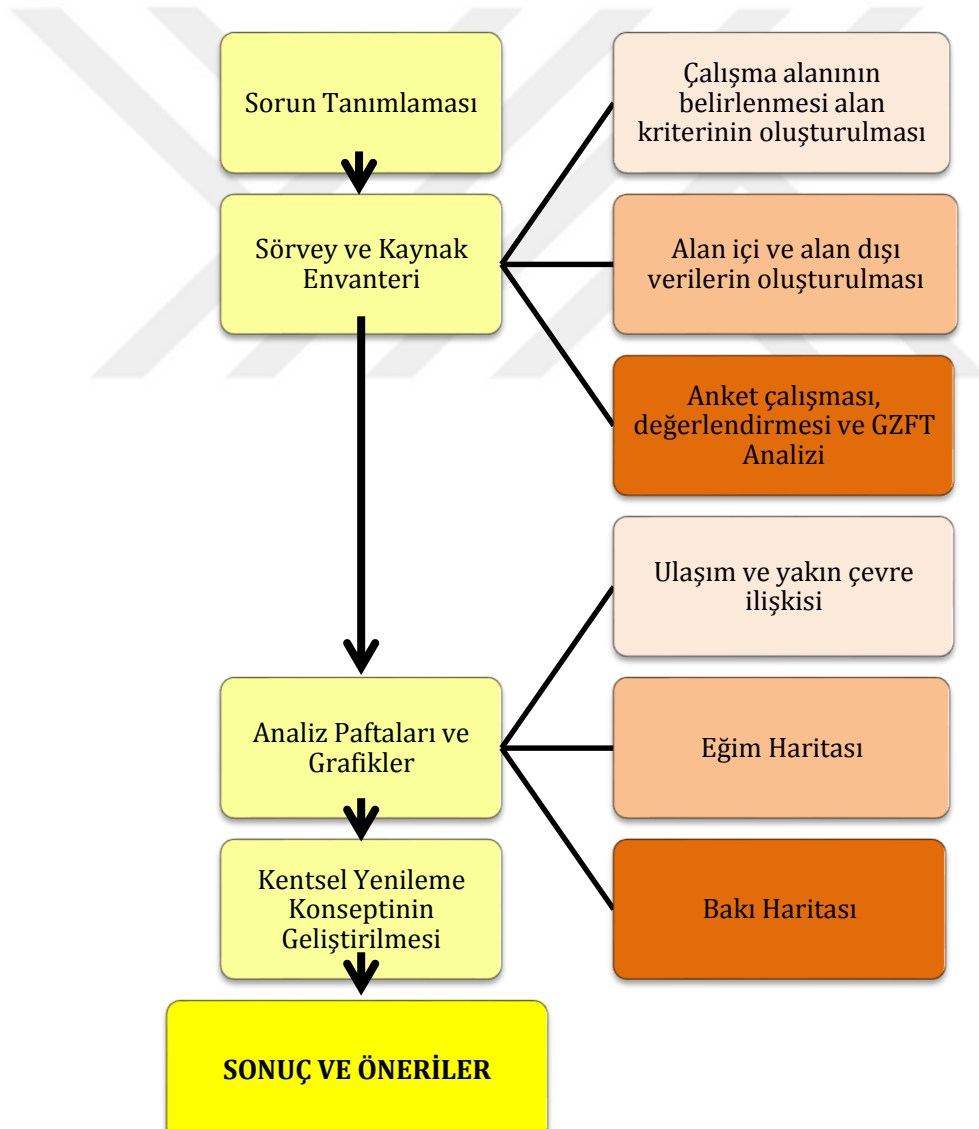 Sorun Tanımlaması
Çalışma alanının
belirlenmesi alan
kriterinin oluşturulması
Sörvey ve Kaynak
Envanteri
Alan içi ve alan dışı
verilerin oluşturulması
Anket çalışması,
değerlendirmesi ve GZFT
Analizi
Ulaşım ve yakın çevre
ilişkisi
Analiz Paftaları ve
Grafikler
Eğim Haritası
Kentsel Yenileme
Konseptinin
Geliştirilmesi
Bakı Haritası
SONUÇ VE ÖNERİLER